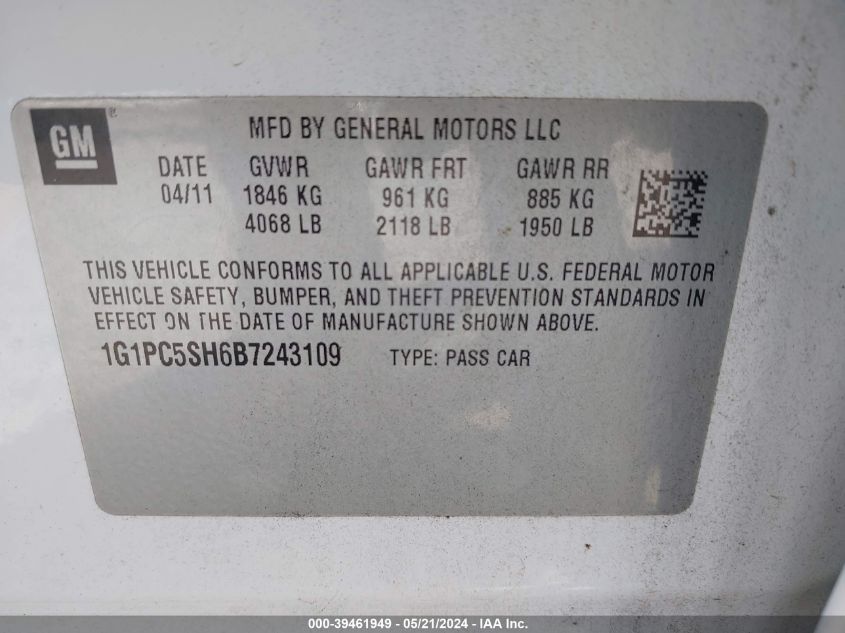 GM ®
MFD BY GENERAL MOTORS LLC
DATE GVWR GAWR FRT GAWR RR
04/11 1846 KG 961 KG 885 KG
4068 LB 2118 LB 1950 LB
THIS VEHICLE CONFORMS TO ALL APPLICABLE U.S. FEDERAL MOTOR
VEHICLE SAFETY, BUMPER, AND THEFT PREVENTION STANDARDS IN
EFFECT ON THE DATE OF MANUFACTURE SHOWN ABOVE.
1G1PC5SH6B7243109 TYPE: PASS CAR
000-39461949 - 05/21/2024 - IAA Inc.